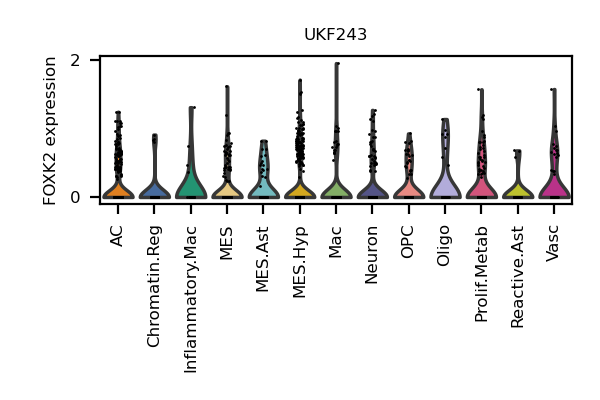 UKF243
FOXK2 expression
2
0
AC
Chromatin.Reg
Inflammatory.Mac
MES
MES.Ast
MES.Hyp
Mac
Neuron
OPC
Oligo
Prolif.Metab
Reactive.Ast
Vasc